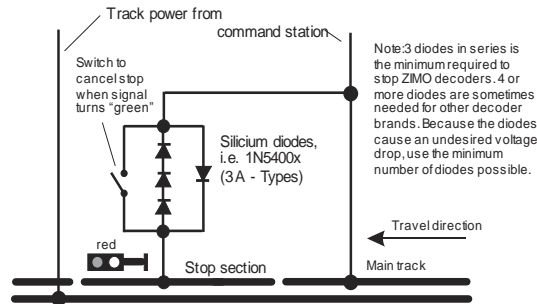 Track power from
command station
Switch to
cancel stop
when signal
turns “green”
Note:3 diodes in series is
the minimum required to
stop ZIMO decoders. 4 or
more diodes are sometimes
needed for other decoder
brands. Because the diodes
cause an undesired voltage
drop, use the minimum
number of diodes possible.
Silicium diodes,
i.e. 1N5400x
(3A - Types)
Travel direction
red
Stop section
Main track